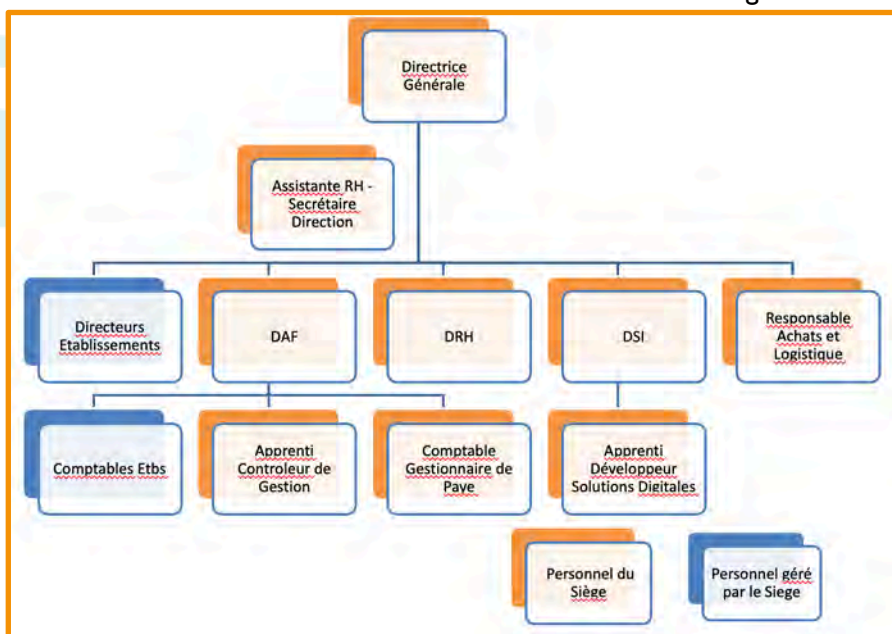 Directrice
Générale
Assistante RH -
Secrétaire
Direction
Directeurs
Etablissements
DAF
DRH
DSI
Responsable
Achats et
Logistique
Comptables Etbs
Apprenti
Controleur de
Gestion
Comptable
Gestionnaire de
Paye
Apprenti
Développeur
Solutions Digitales
Personnel du
Siège
Personnel géré
par le Siege